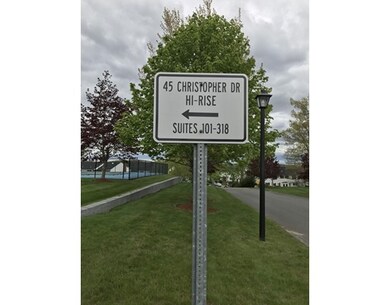 45 CHRISTOPHER DR
HI-RISE
SUITES 101-318